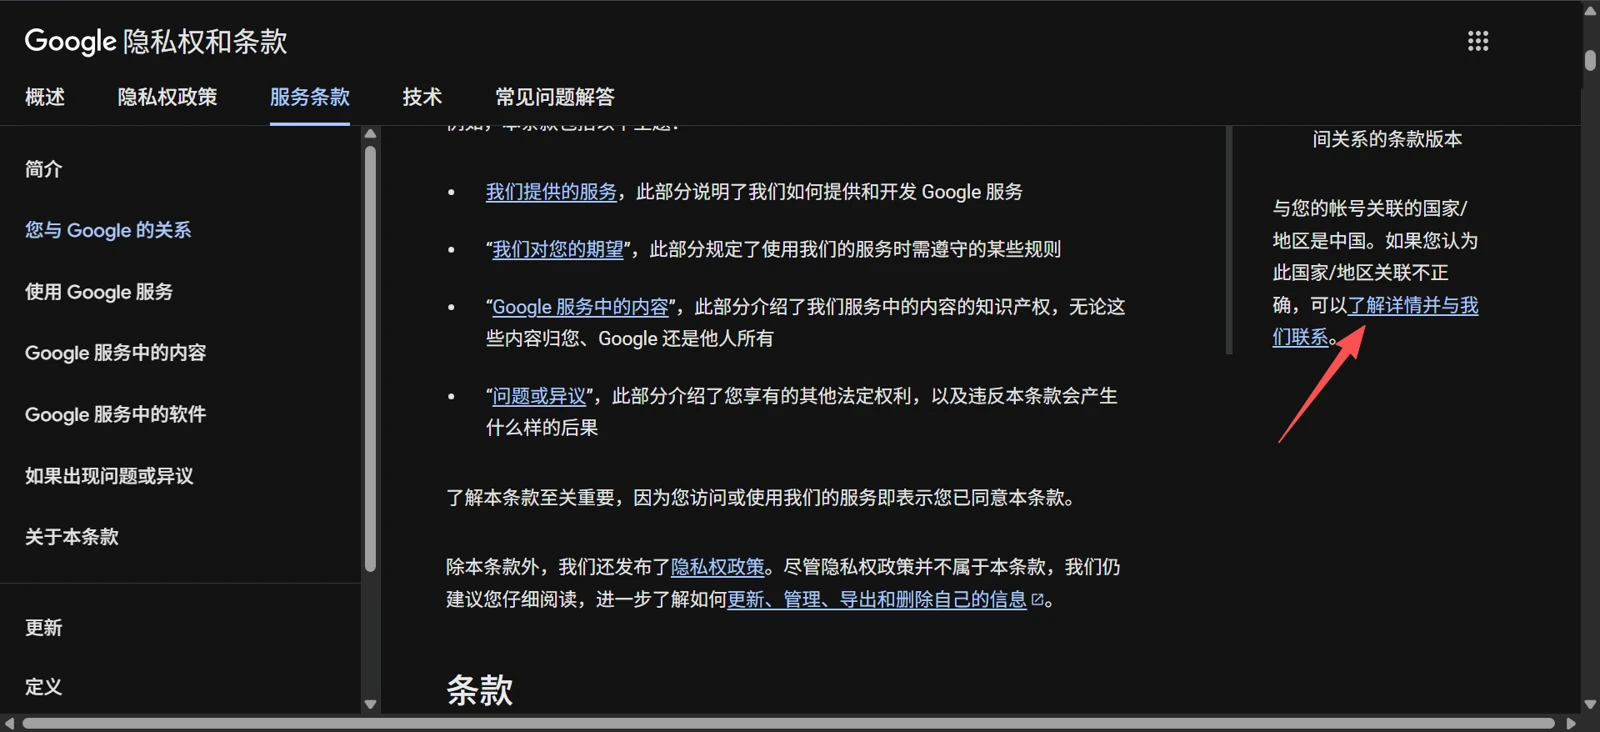 Google 隐私权和条款
概述
隐私权政策
服务条款
技术
常见问题解答
简介
您与 Google 的关系
使用 Google 服务
Google 服务中的内容
Google 服务中的软件
如果出现问题或异议
关于本条款
更新
定义
例如，本条款包括以下主题：
• 我们提供的服务，此部分说明了我们如何提供和开发 Google 服务
• “我们对您的期望”，此部分规定了使用我们的服务时需遵守的某些规则
• “Google 服务中的内容”，此部分介绍了我们服务中的内容的知识产权，无论这
些内容归您、Google 还是他人所有
• “问题或异议”，此部分介绍了您享有的其他法定权利，以及违反本条款会产生
什么样的后果
了解本条款至关重要，因为您访问或使用我们的服务即表示您已同意本条款。
除本条款外，我们还发布了隐私权政策。尽管隐私权政策并不属于本条款，我们仍
建议您仔细阅读，进一步了解如何更新、管理、导出和删除自己的信息。
条款
间关系的条款版本
与您的帐号关联的国家/
地区是中国。如果您认为
此国家/地区关联不正
确，可以了解详情并与我
们联系。